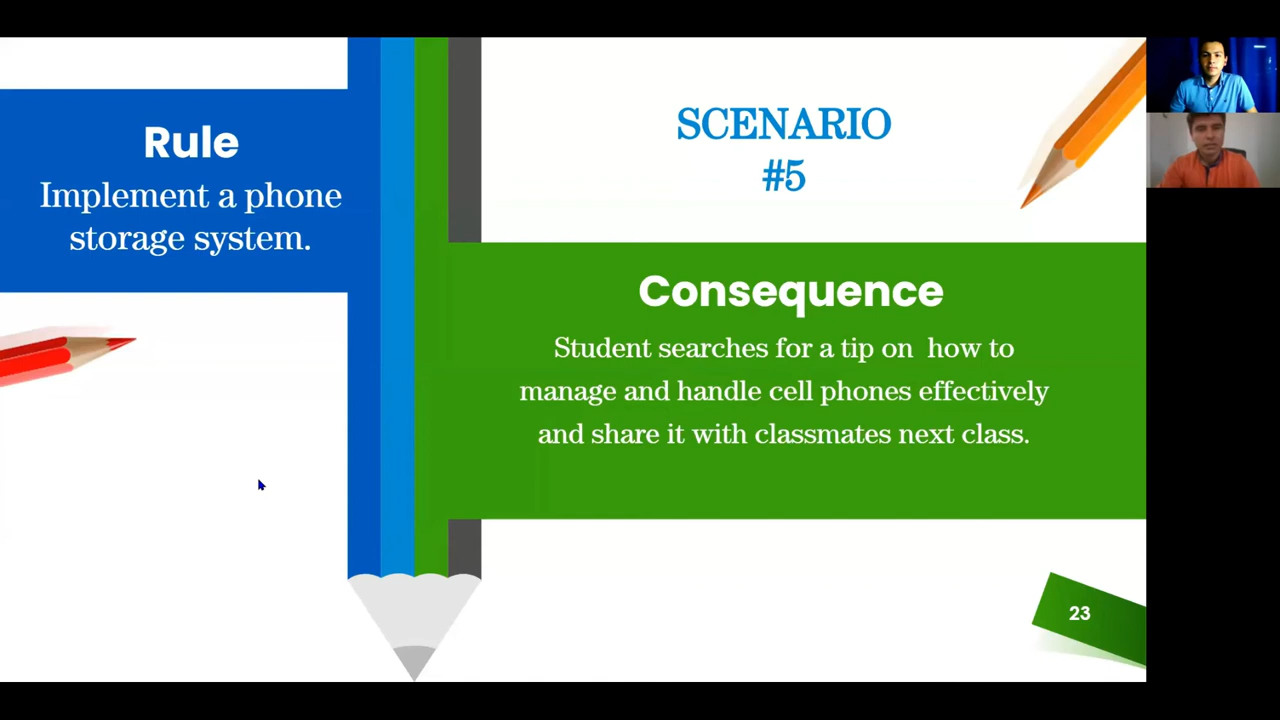 Rule
Implement a phone
storage system.
SCENARIO
#5
Consequence
Student searches for a tip on how to
manage and handle cell phones effectively
and share it with classmates next class.
23